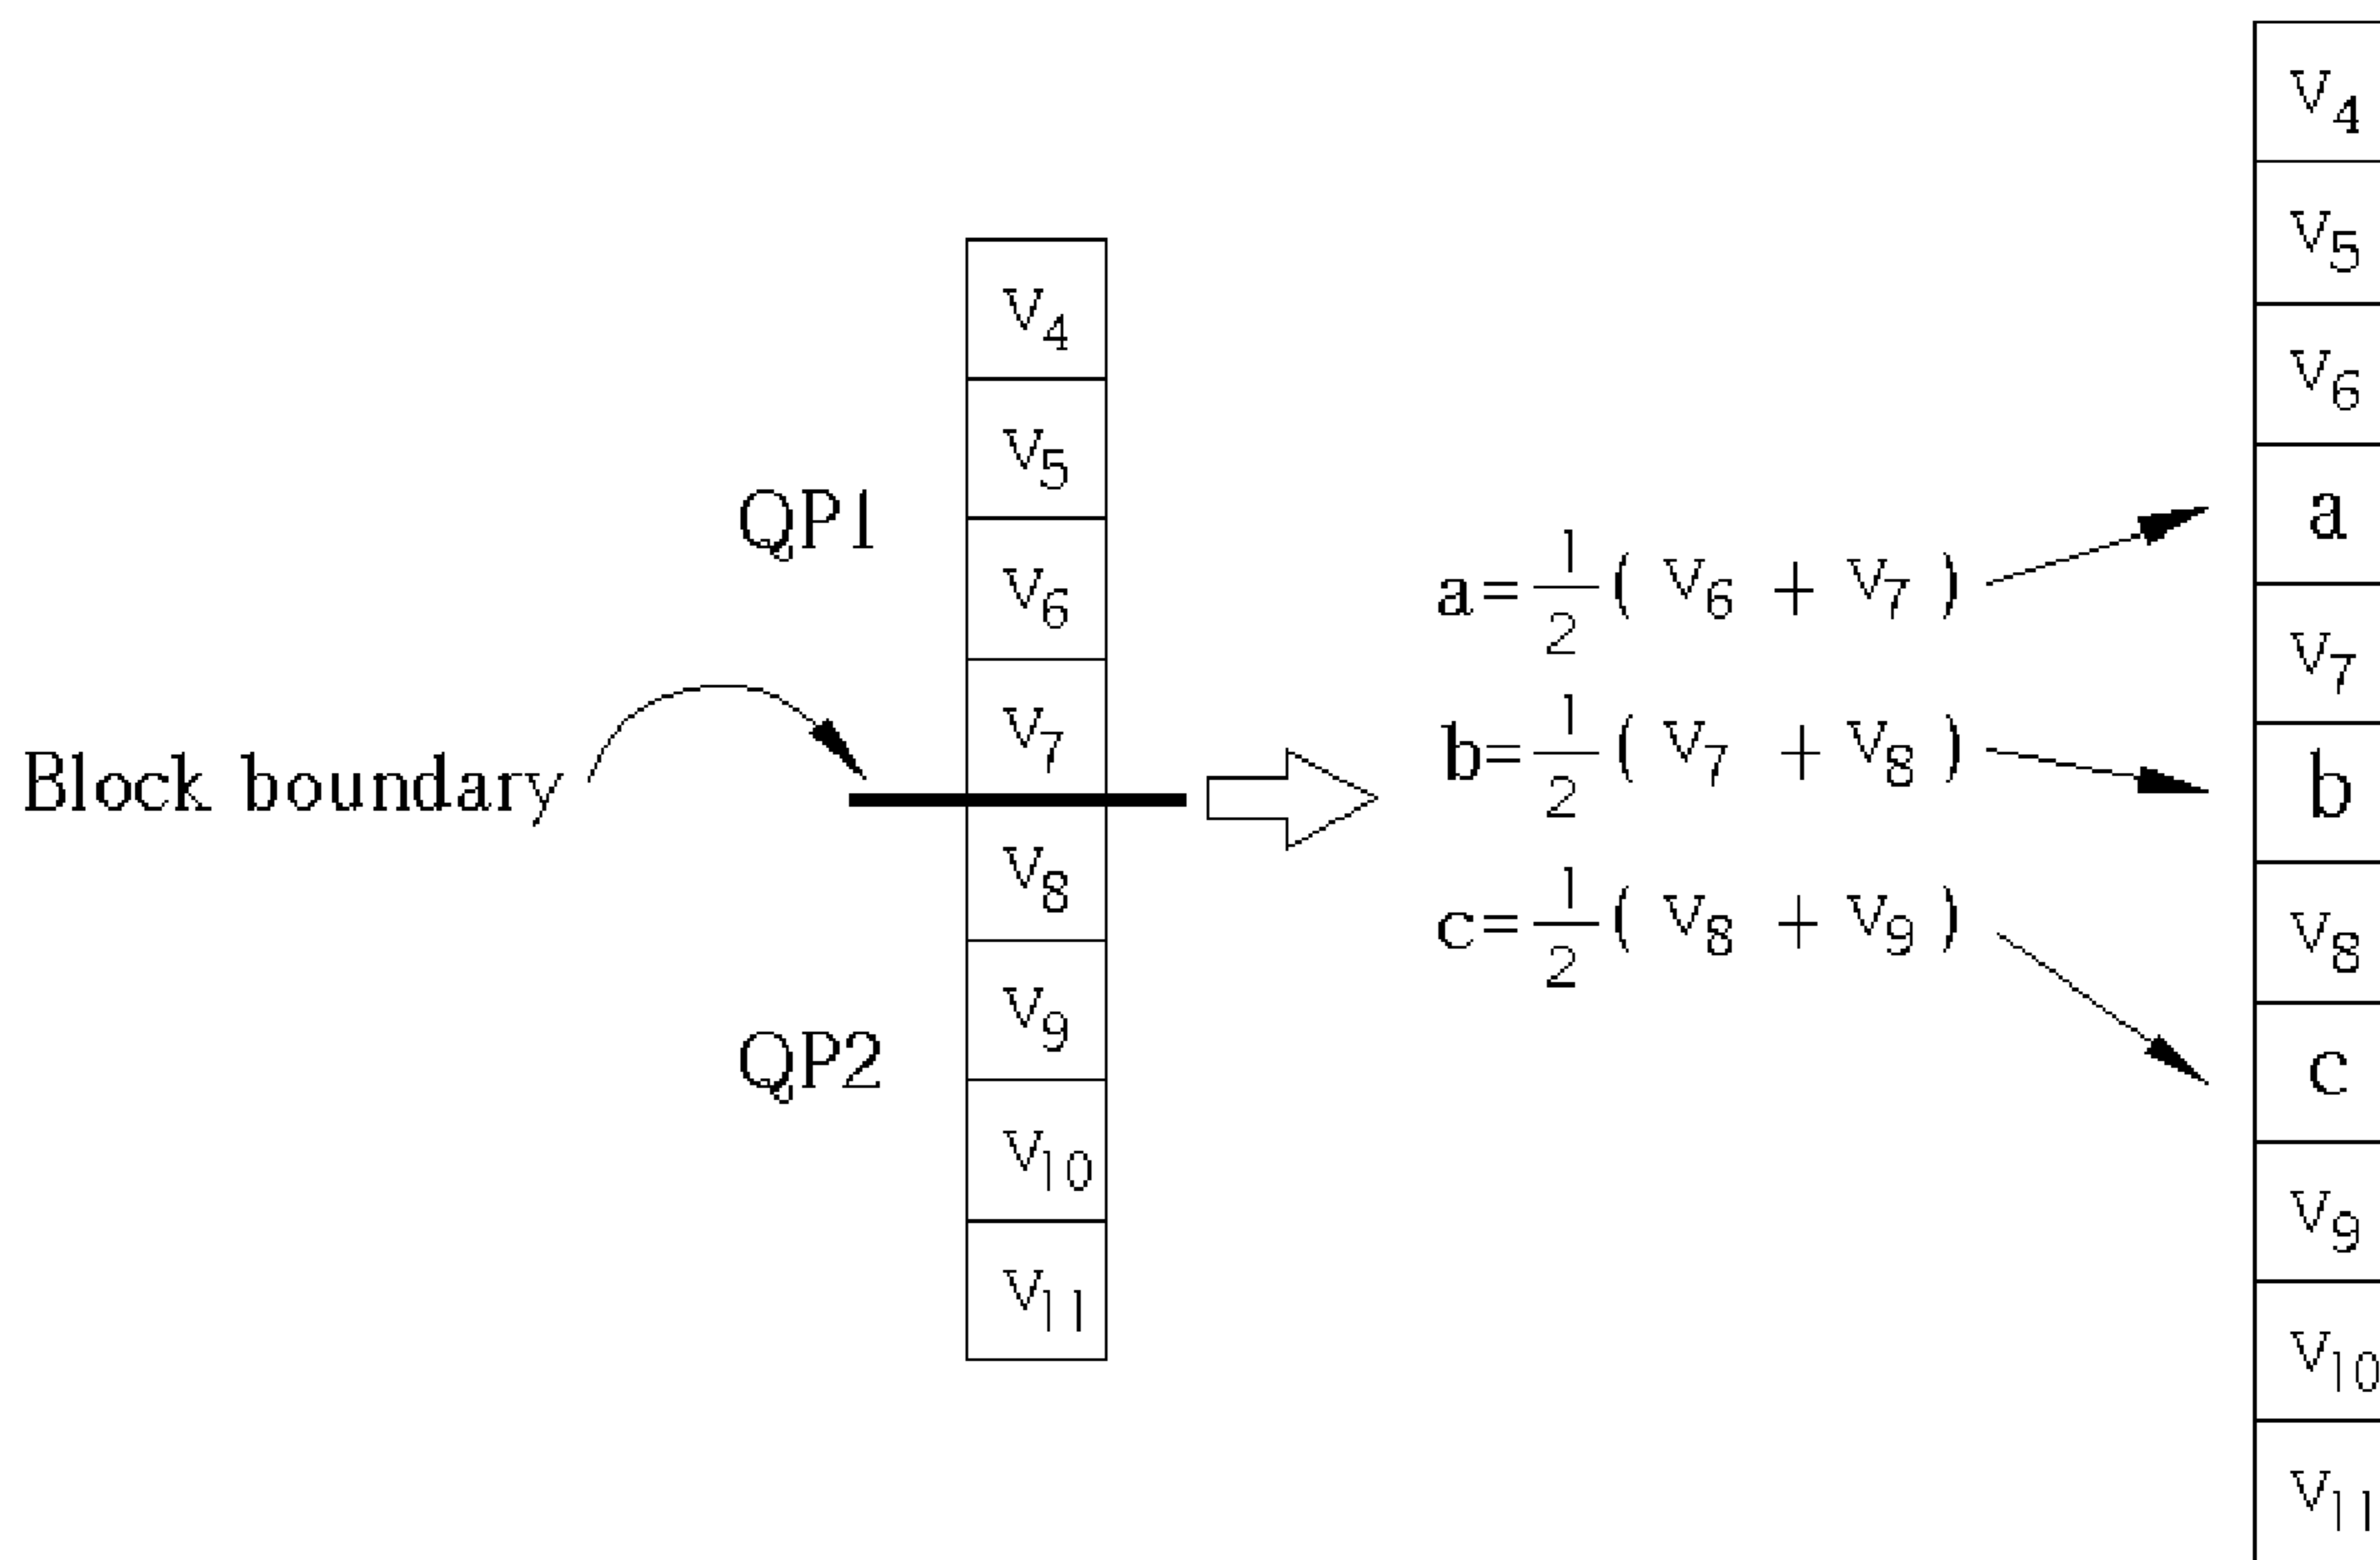 Block boundary
QP1
QP2
v4
v5
v6
v7
v8
v9
v10
v11
a=1/2( v6 + v7 )
b=1/2( v7 + v8 )
c=1/2( v8 + v9 )
v4
v5
v6
a
v7
b
v8
c
v9
v10
v11